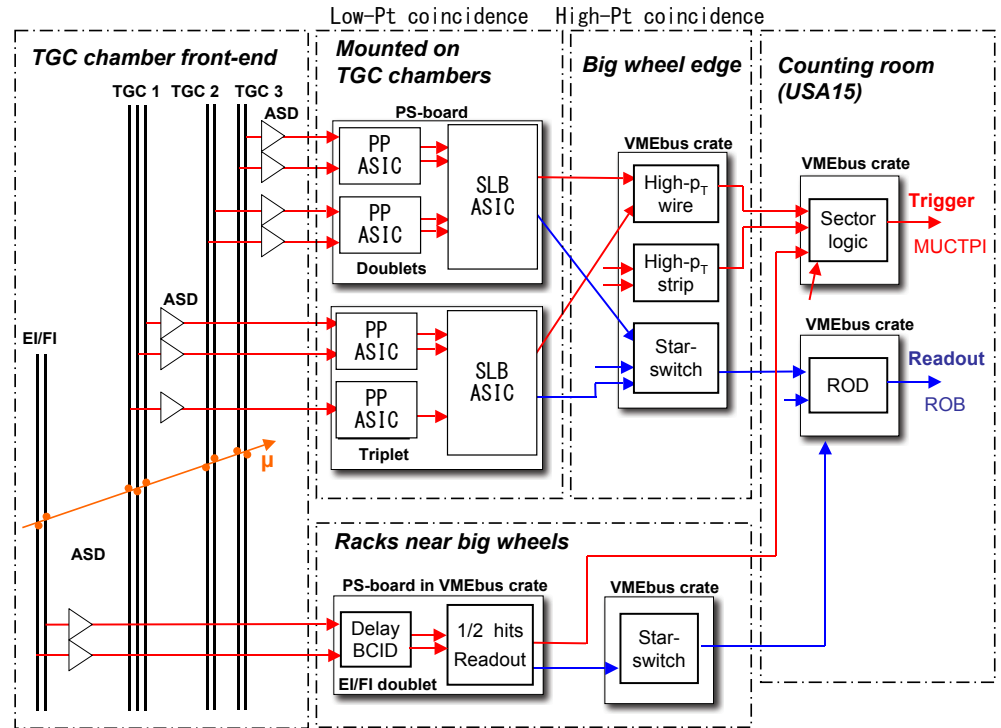 Low-Pt coincidence
High-Pt coincidence
TGC chamber front-end
TGC 1
TGC 2
TGC 3
ASD
ASD
EI/FI
μ
ASD
Mounted on
TGC chambers
PS-board
PP
ASIC
PP
ASIC
SLB
ASIC
Doublets
PP
ASIC
PP
ASIC
SLB
ASIC
Triplet
Big wheel edge
VMEbus crate
High-pT
wire
High-pT
strip
Star-
switch
Counting room
(USA15)
VMEbus crate
Sector
logic
Trigger
MUCTPI
VMEbus crate
ROD
Readout
ROB
Racks near big wheels
PS-board in VMEbus crate
Delay
BCID
1/2 hits
Readout
EI/FI doublet
VMEbus crate
Star-
switch